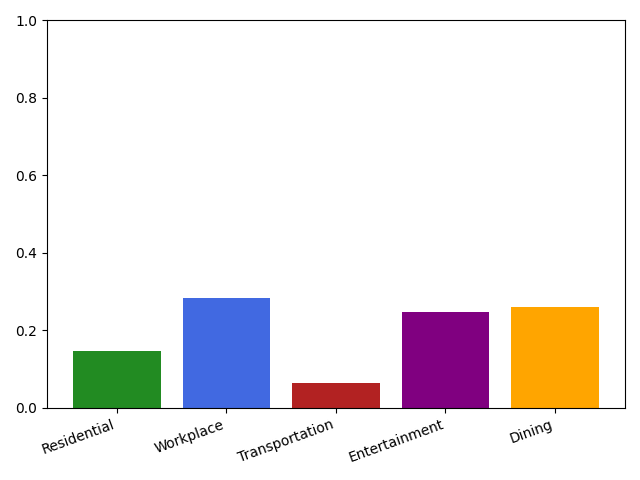 1.0
0.8
0.6
0.4
0.2
0.0
Residential
Workplace
Transportation
Entertainment
Dining